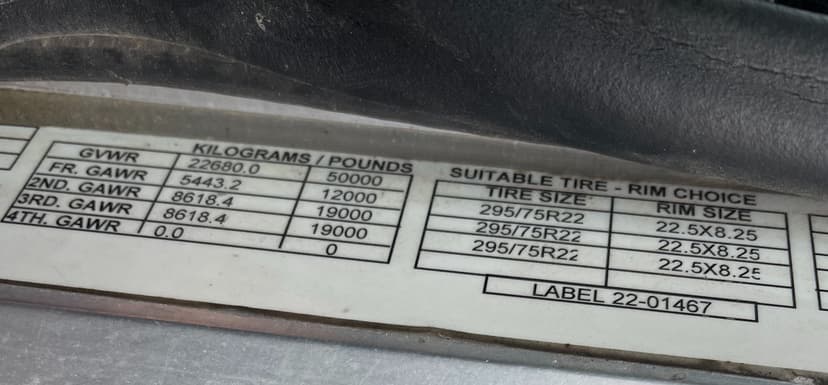 KILOGRAMS / POUNDS
GVWR 22680.0 50000
FR. GAWR 5443.2 12000
2ND. GAWR 8618.4 19000
3RD. GAWR 8618.4 19000
4TH. GAWR 0.0 0
SUITABLE TIRE - RIM CHOICE
TIRE SIZE RIM SIZE
295/75R22 22.5X8.25
295/75R22 22.5X8.25
295/75R22 22.5X8.25
LABEL 22-01467